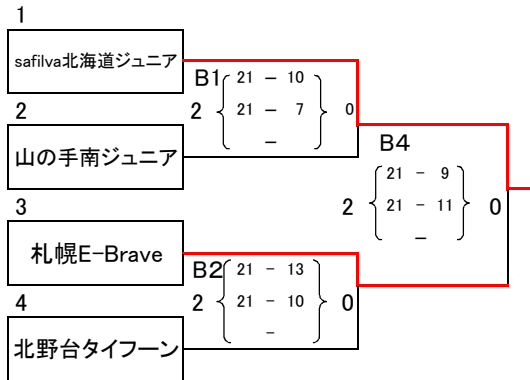 1
safilva北海道ジュニア
B1
21 － 10
2 21 － 7 0
－
2
山の手南ジュニア
B4
21 － 9
2 21 － 11 0
－
3
札幌E-Brave
B2
21 － 13
2 21 － 10 0
－
4
北野台タイフーン